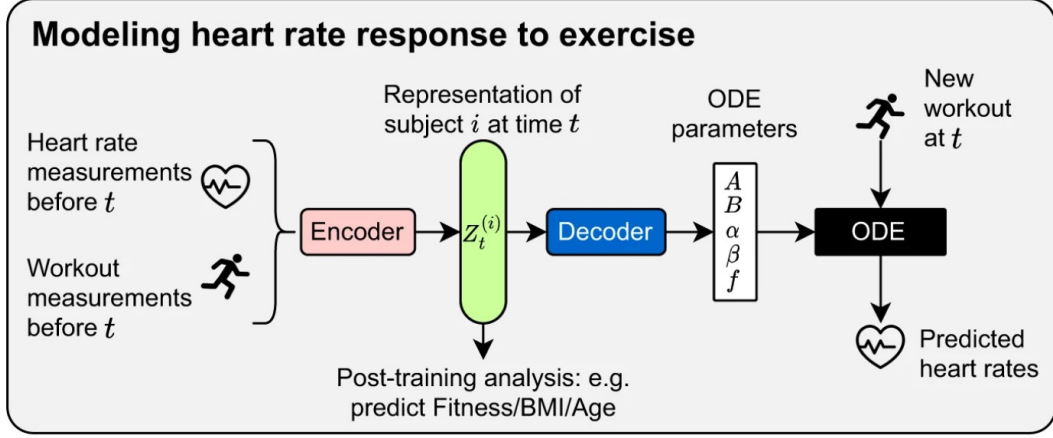 Modeling heart rate response to exercise
Heart rate
measurements
before t
Workout
measurements
before t
Encoder
Representation of
subject i at time t
Z_t^{(i)}
Post-training analysis: e.g.
predict Fitness/BMI/Age
Decoder
ODE
parameters
A
B
α
β
f
New
workout
at t
ODE
Predicted
heart rates